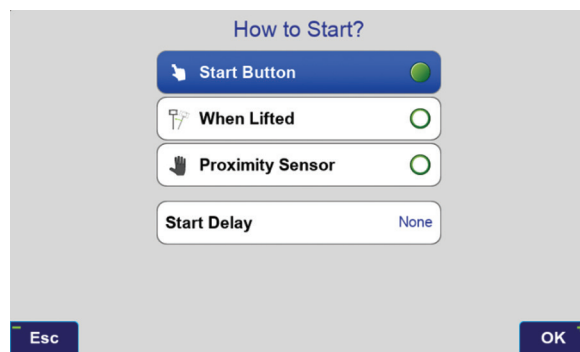 How to Start?
Start Button
When Lifted
Proximity Sensor
Start Delay None
Esc OK